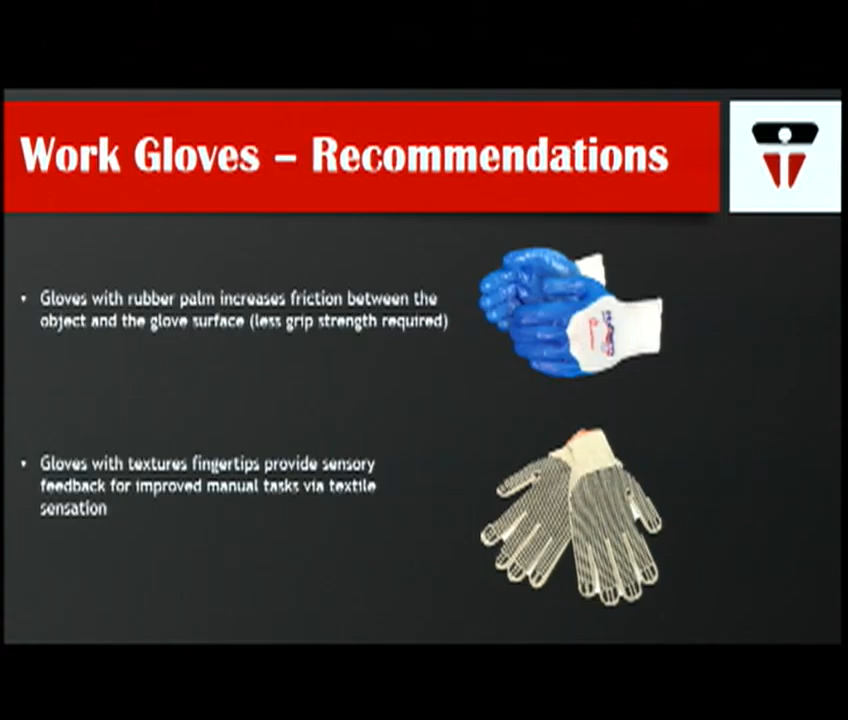 Work Gloves – Recommendations
• Gloves with rubber palm increases friction between the
object and the glove surface (less grip strength required)
• Gloves with textures fingertips provide sensory
feedback for improved manual tasks via textile
sensation